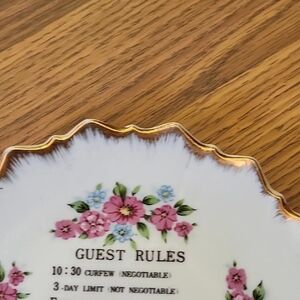 GUEST RULES
10:30 CURFEW (NEGOTIABLE)
3-DAY LIMIT (NOT NEGOTIABLE)